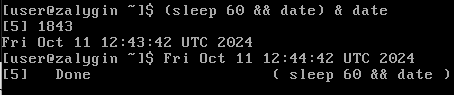 [user@zalygin ~]$ (sleep 60 && date) & date
[5] 1843
Fri Oct 11 12:43:42 UTC 2024
[user@zalygin ~]$ Fri Oct 11 12:44:42 UTC 2024
[5]   Done                    ( sleep 60 && date )